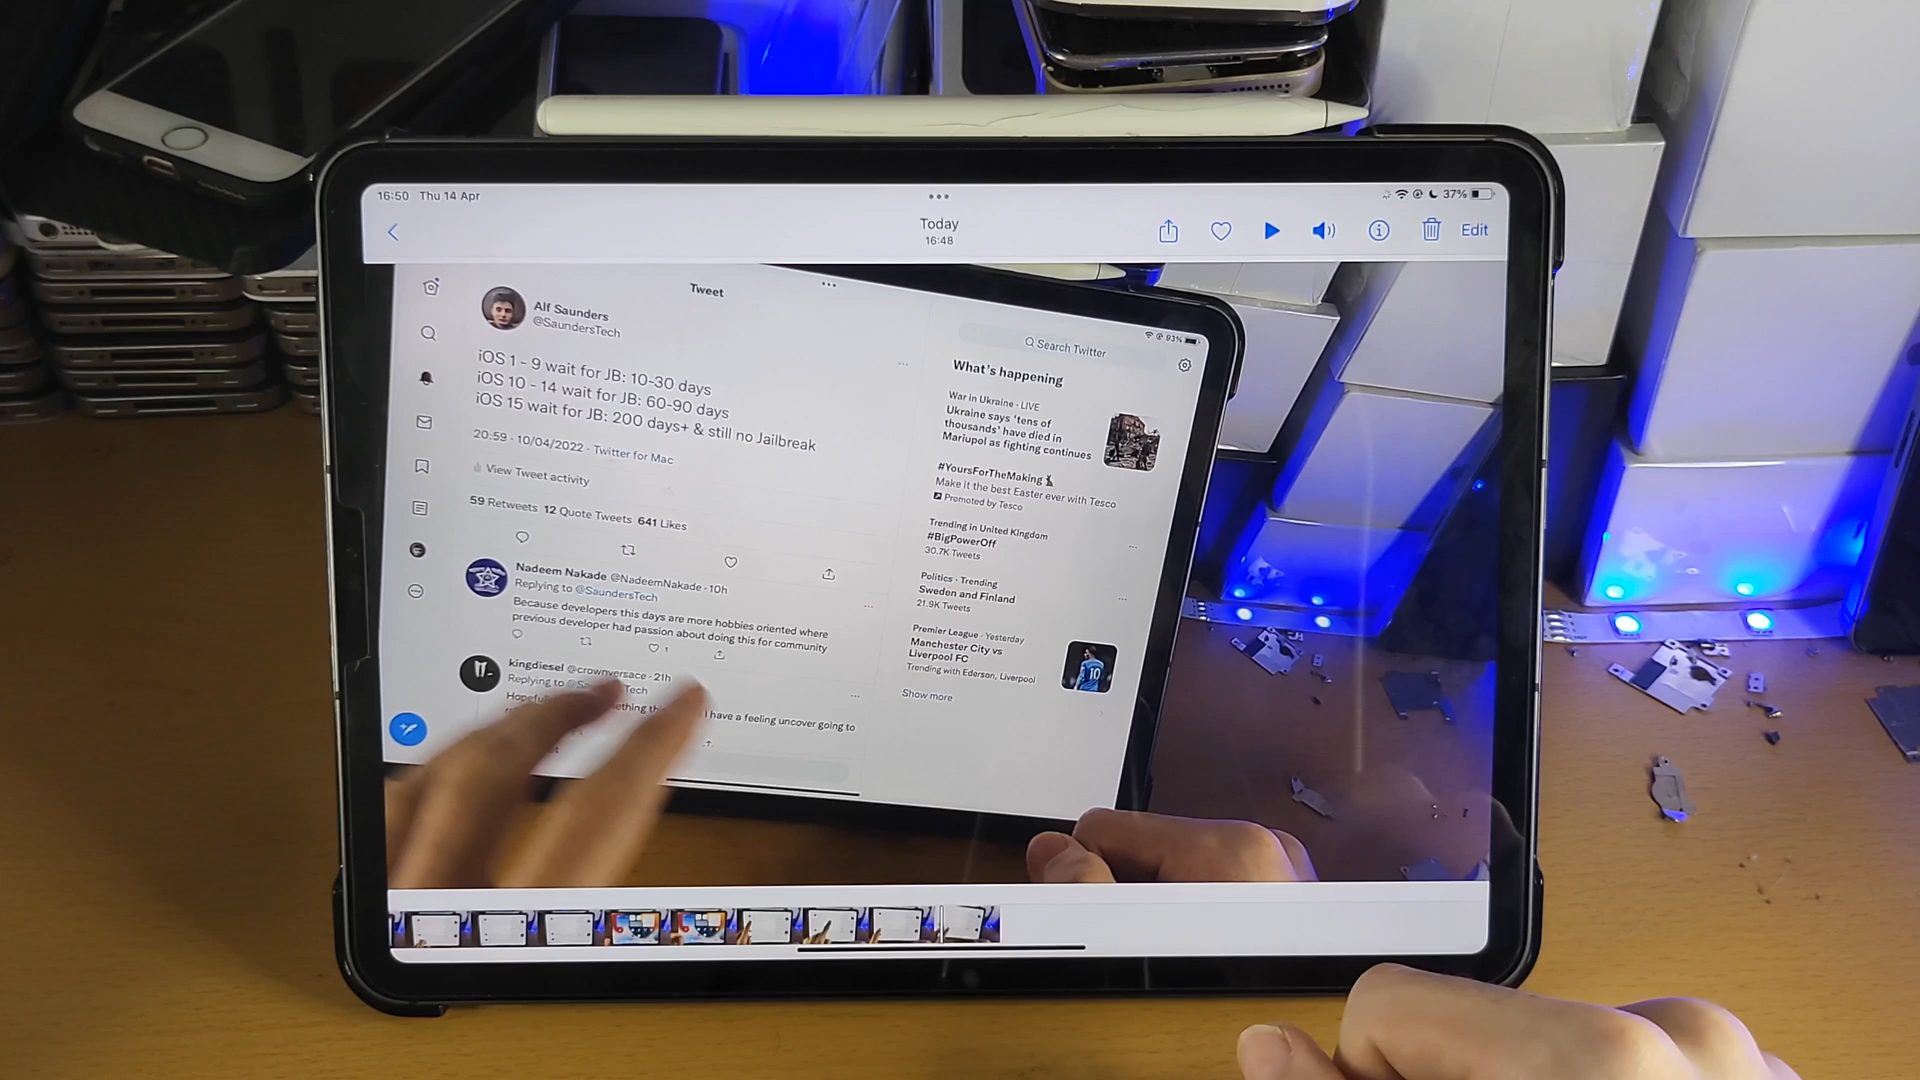 16:50 Thu 14 Apr
37%
Today
16:48
Edit
Tweet
93%
Alf Saunders
@SaundersTech
iOS 1 - 9 wait for JB: 10-30 days
iOS 10 - 14 wait for JB: 60-90 days
iOS 15 wait for JB: 200 days+ & still no Jailbreak
20:59 · 10/04/2022 · Twitter for Mac
View Tweet activity
59 Retweets 12 Quote Tweets 641 Likes
Nadeem Nakade @NadeemNakade · 10h
Replying to @SaundersTech
Because developers this days are more hobbies oriented where
previous developer had passion about doing this for community
1
kingdiesel @crownversace · 21h
Replying to
have a feeling uncover going to
Search Twitter
What's happening
War in Ukraine · LIVE
Ukraine says 'tens of
thousands' have died in
Mariupol as fighting continues
#YoursForTheMaking
Make it the best Easter ever with Tesco
Promoted by Tesco
Trending in United Kingdom
#BigPowerOff
30.7K Tweets
Politics · Trending
Sweden and Finland
21.9K Tweets
Premier League · Yesterday
Manchester City vs
Liverpool FC
Trending with Ederson, Liverpool
10
Show more